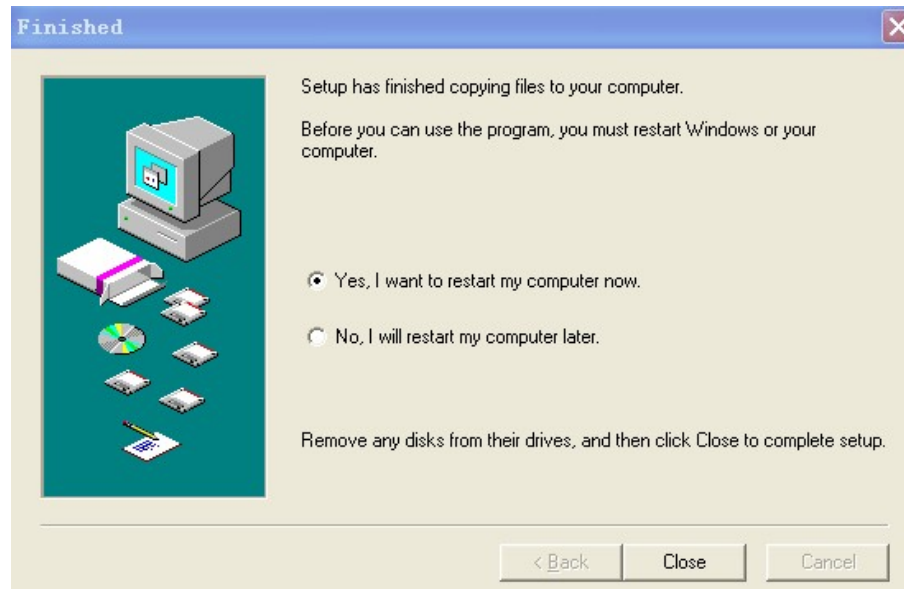 Finished
Setup has finished copying files to your computer.
Before you can use the program, you must restart Windows or your
computer.
Yes, I want to restart my computer now.
No, I will restart my computer later.
Remove any disks from their drives, and then click Close to complete setup.
< Back
Close
Cancel